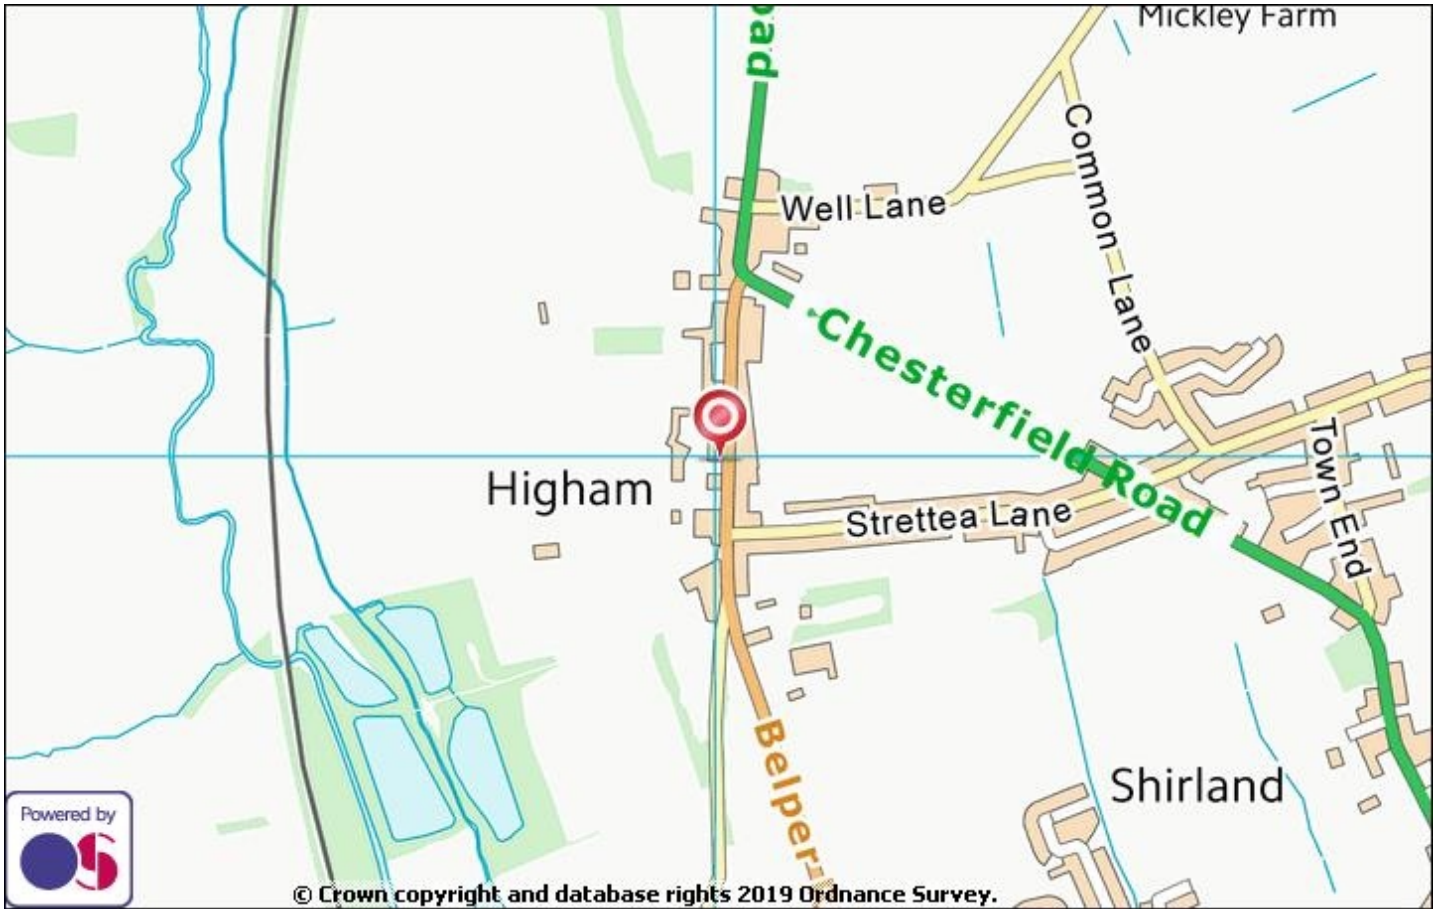 oad
Mickley Farm
Well Lane
Common Lane
Chesterfield Road
Higham
Strettea Lane
Town End
Belper
Shirland
Powered by
OS
© Crown copyright and database rights 2019 Ordnance Survey.